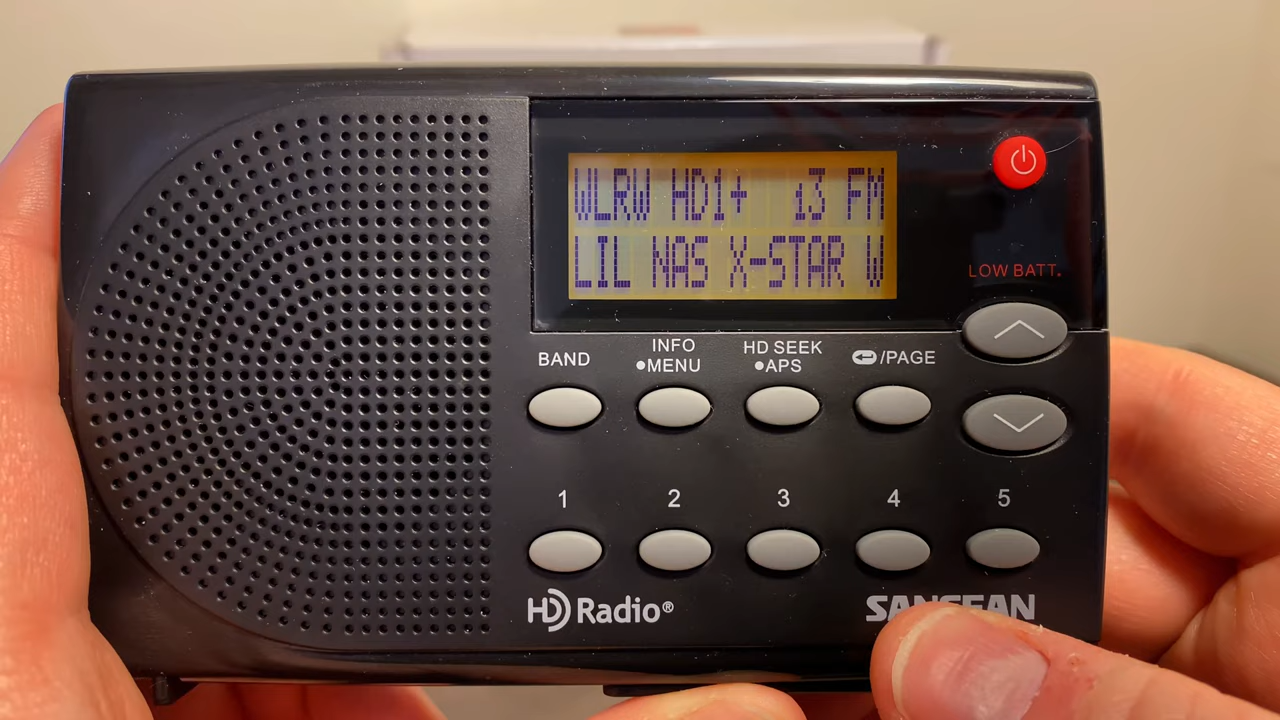 WLRW HD1+ i3 FM
LIL NAS X-STAR W
LOW BATT.
BAND
INFO
•MENU
HD SEEK
•APS
/PAGE
1 2 3 4 5
HD Radio®
SANGEAN